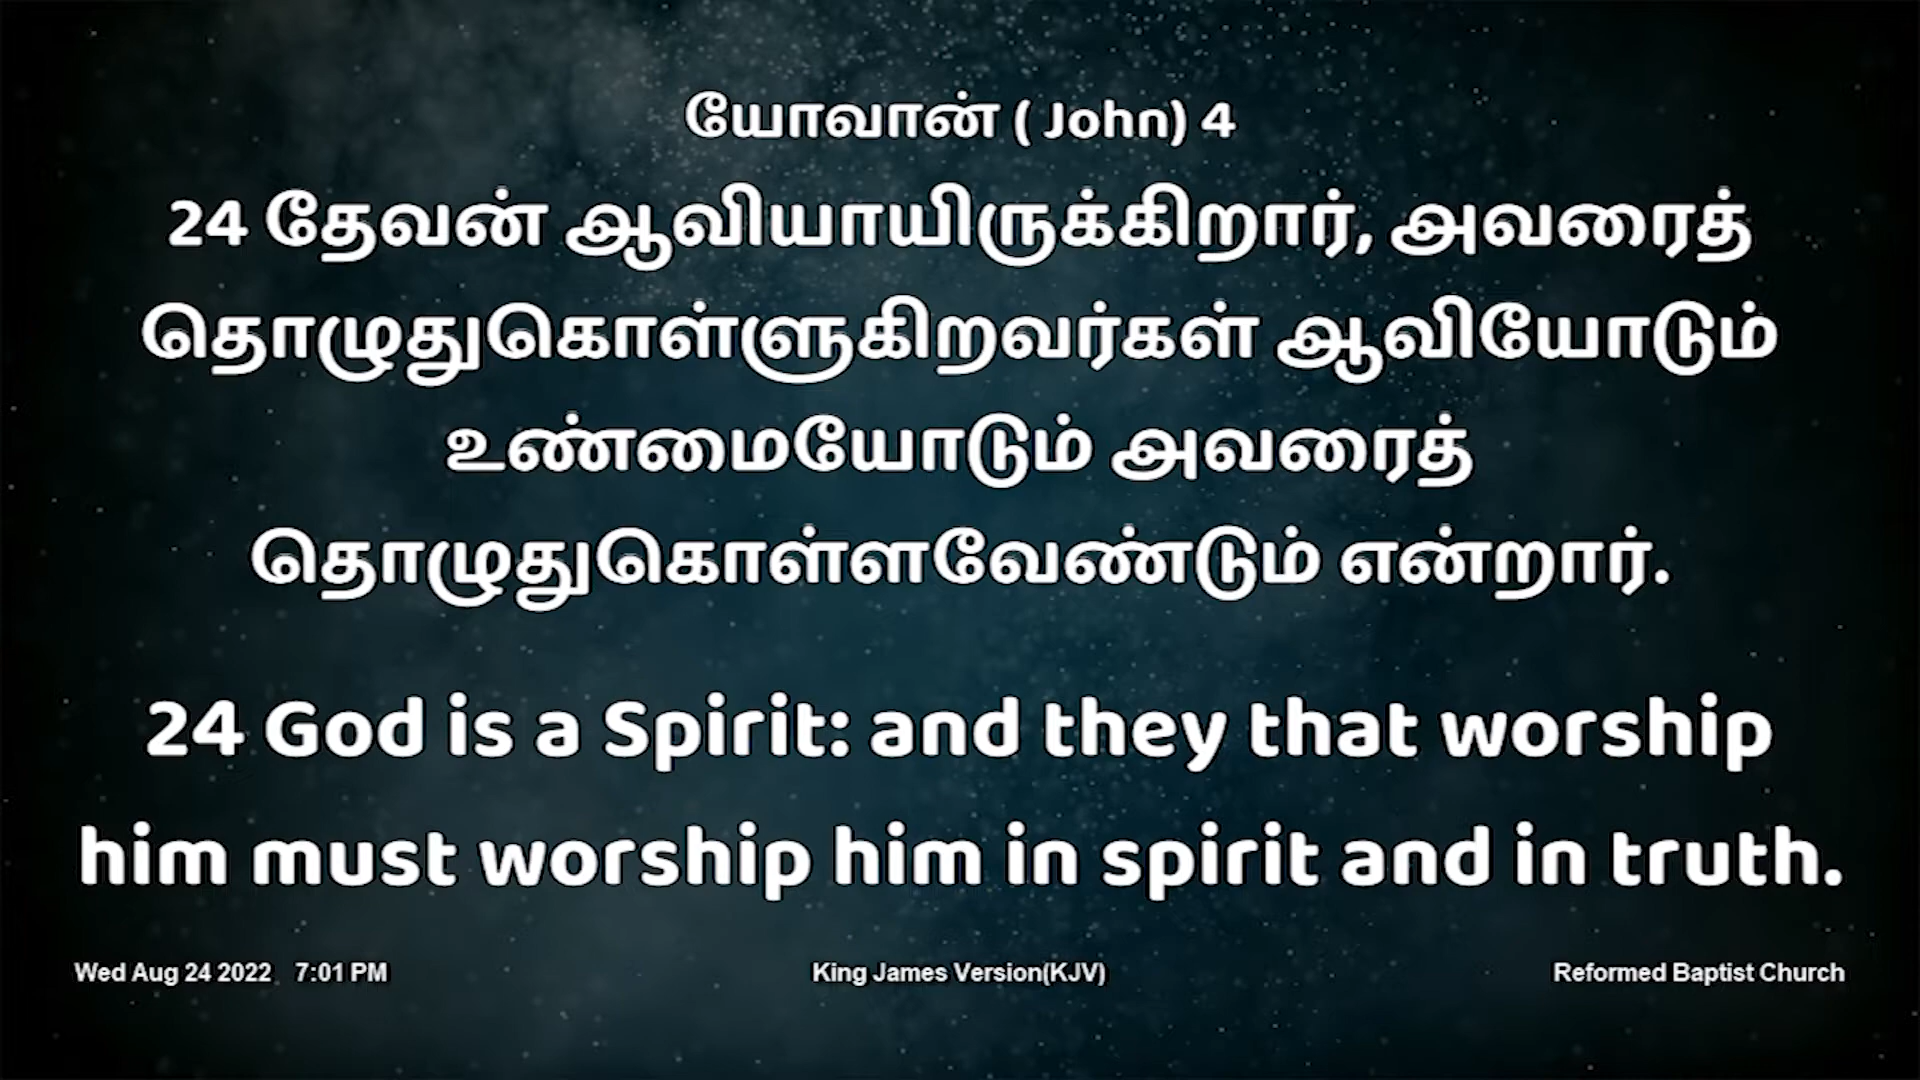 யோவான் ( John) 4
24 தேவன் ஆவியாயிருக்கிறார், அவரைத்
தொழுதுகொள்ளுகிறவர்கள் ஆவியோடும்
உண்மையோடும் அவரைத்
தொழுதுகொள்ளவேண்டும் என்றார்.
24 God is a Spirit: and they that worship
him must worship him in spirit and in truth.
Wed Aug 24 2022 7:01 PM King James Version(KJV) Reformed Baptist Church